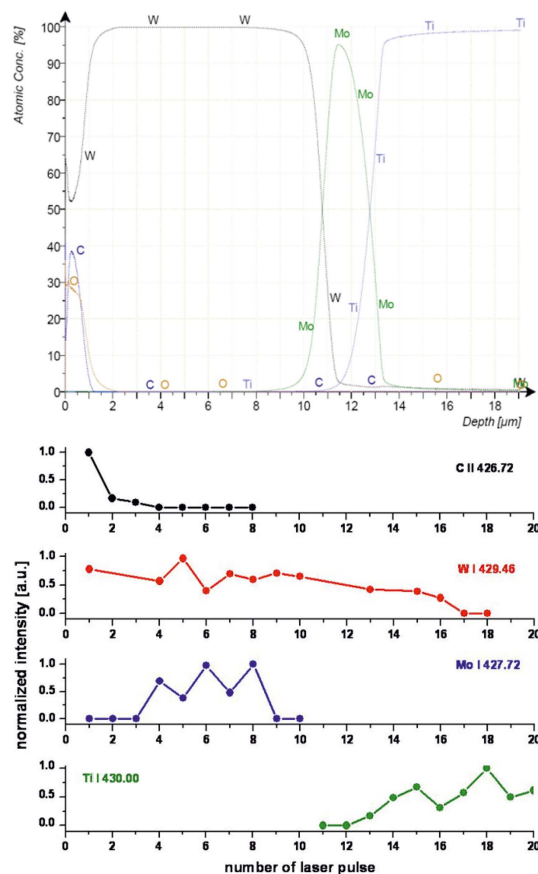 Atomic Conc. [%]
100
90
80
70
60
50
40
30
20
10
0
W W Mo Ti Ti
Mo
W Ti
C
O
Mo W Ti Mo
C O O Ti C C O W Mo
0 2 4 6 8 10 12 14 16 18
Depth [µm]
normalized intensity [a.u.]
1.0
0.5
0.0
C II 426.72
0 2 4 6 8 10 12 14 16 18 20
1.0
0.5
0.0
W I 429.46
0 2 4 6 8 10 12 14 16 18 20
1.0
0.5
0.0
Mo I 427.72
0 2 4 6 8 10 12 14 16 18 20
1.0
0.5
0.0
Ti I 430.00
0 2 4 6 8 10 12 14 16 18 20
number of laser pulse